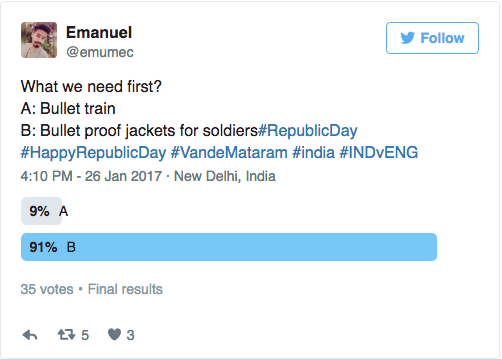 Emanuel
@emumec
Follow
What we need first?
A: Bullet train
B: Bullet proof jackets for soldiers#RepublicDay
#HappyRepublicDay #VandeMataram #india #INDvENG
4:10 PM - 26 Jan 2017 · New Delhi, India
9% A
91% B
35 votes • Final results
5 3